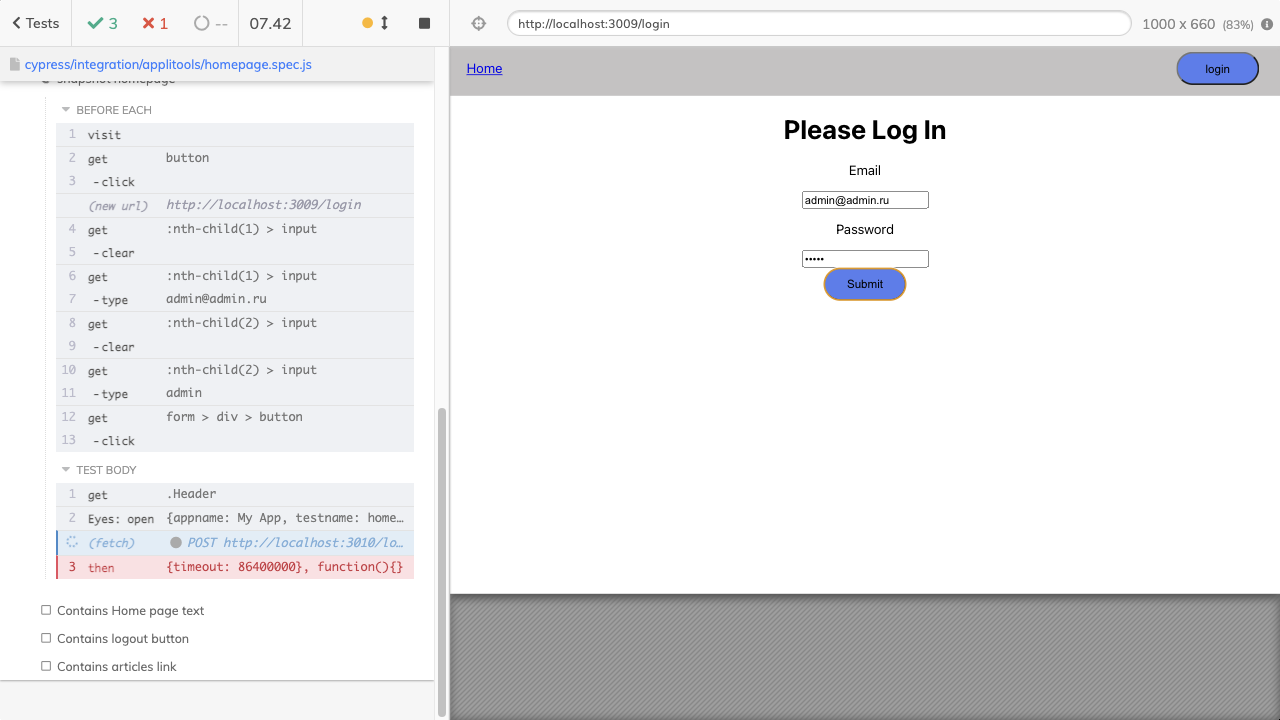 Tests
3
1
--
07.42
http://localhost:3009/login
1000 x 660 (83%)
cypress/integration/applitools/homepage.spec.js
snapshot homepage
BEFORE EACH
1 visit
2 get button
3 -click
(new url) http://localhost:3009/login
4 get :nth-child(1) > input
5 -clear
6 get :nth-child(1) > input
7 -type admin@admin.ru
8 get :nth-child(2) > input
9 -clear
10 get :nth-child(2) > input
11 -type admin
12 get form > div > button
13 -click
TEST BODY
1 get .Header
2 Eyes: open {appname: My App, testname: home…
(fetch) POST http://localhost:3010/lo…
3 then {timeout: 86400000}, function(){}
Contains Home page text
Contains logout button
Contains articles link
Home
login
Please Log In
Email
admin@admin.ru
Password
•••••
Submit